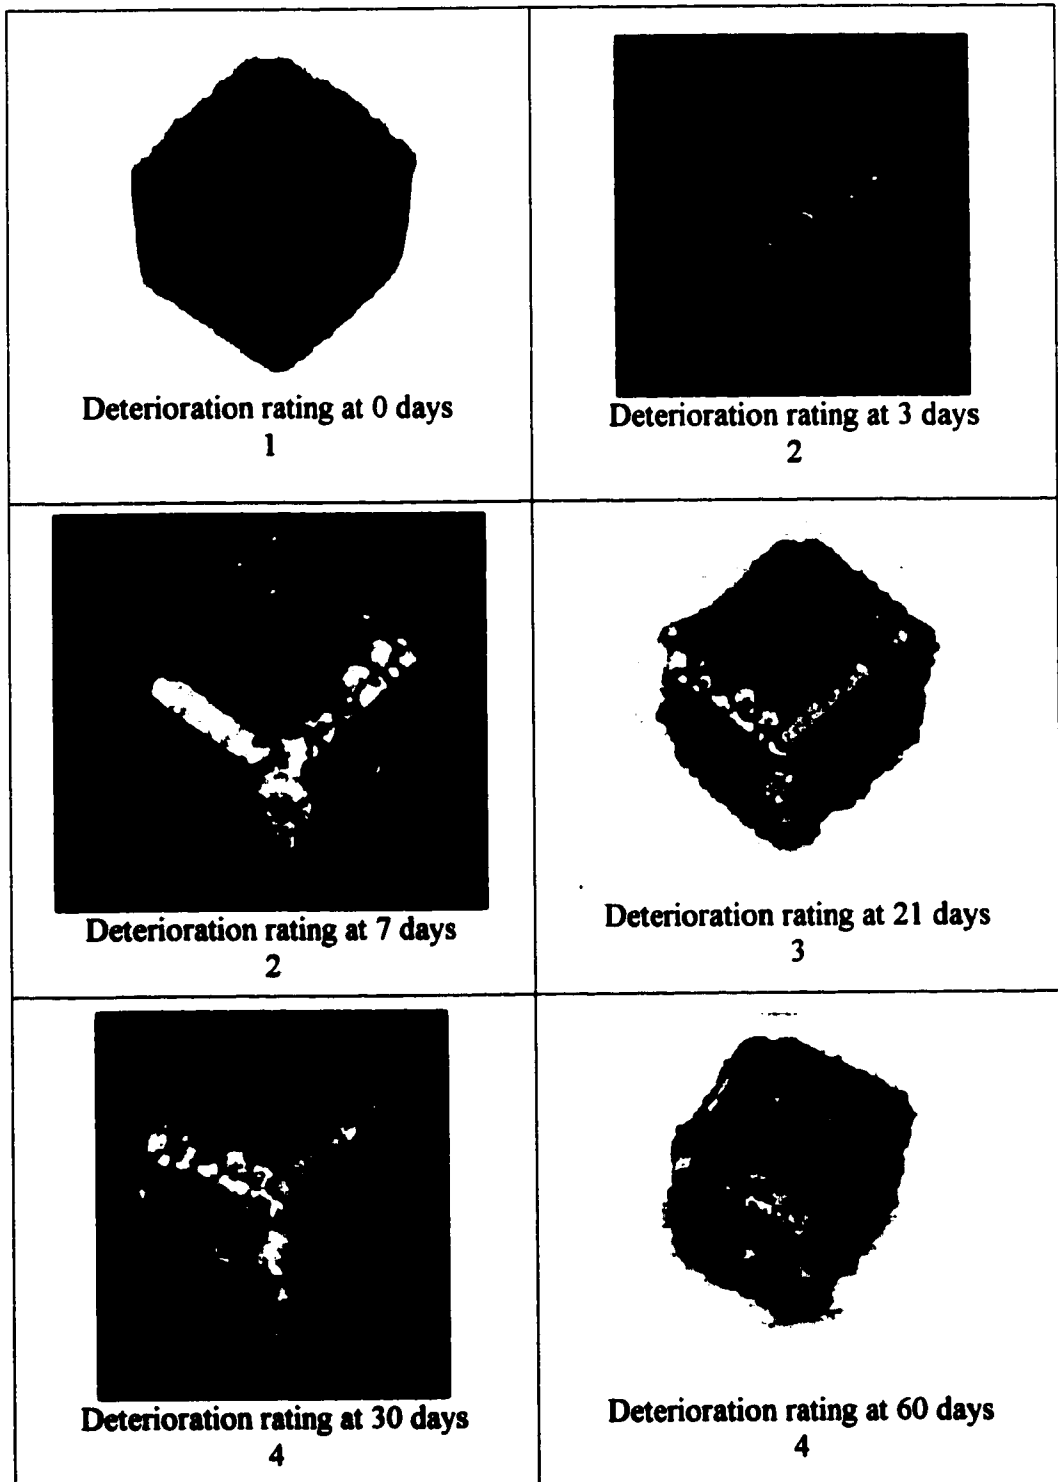 Deterioration rating at 0 days
1
Deterioration rating at 3 days
2
Deterioration rating at 7 days
2
Deterioration rating at 21 days
3
Deterioration rating at 30 days
4
Deterioration rating at 60 days
4